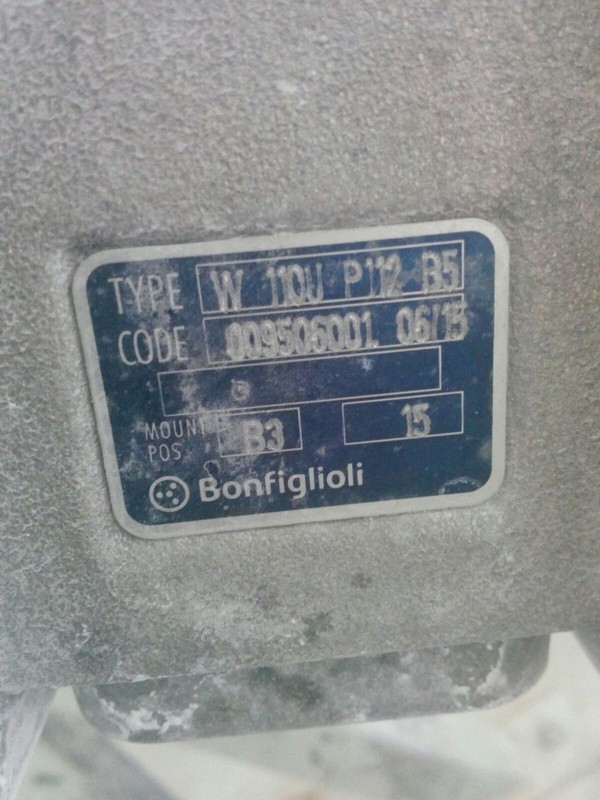 TYPE W 110U P112 B5
CODE 009506001 06/15
MOUNT POS B3 15
Bonfiglioli